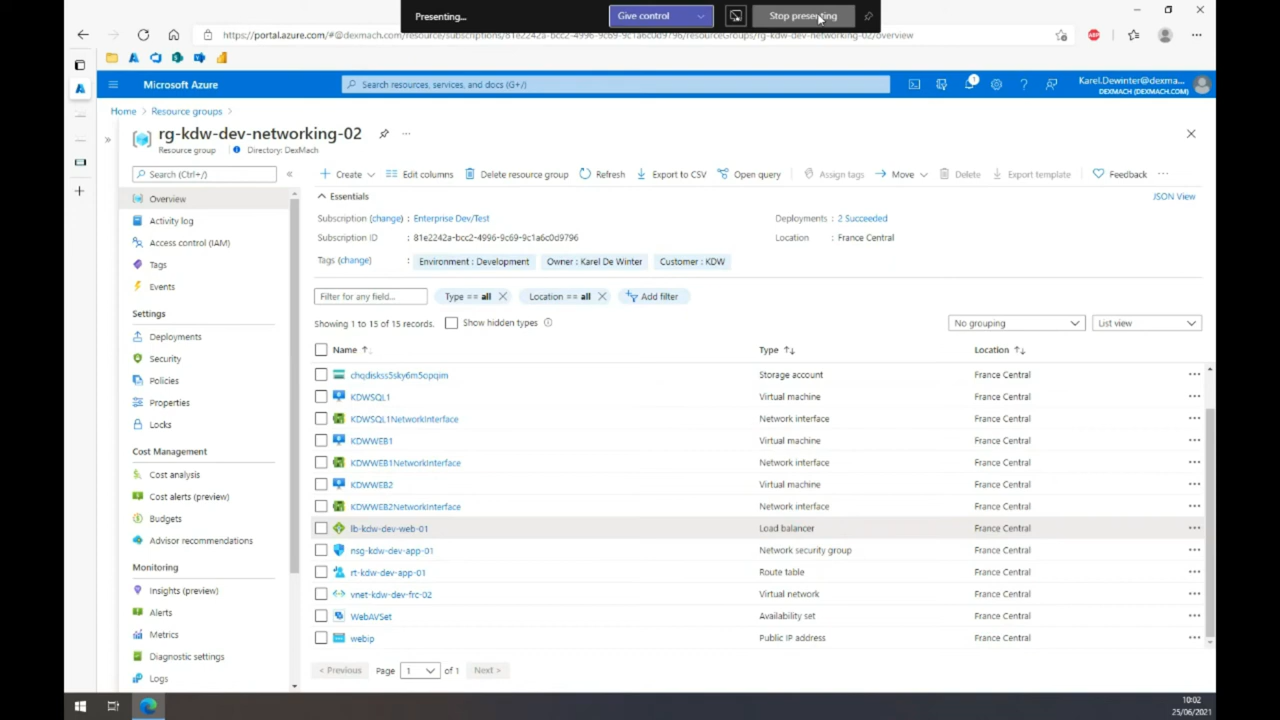 Presenting...
Give control
Stop presenting
https://portal.azure.com/#@dexmach.com/resource/subscriptions/81e2242a-bcc2-4996-9c69-9c1a6c0d9796/resourceGroups/rg-kdw-dev-networking-02/overview
Microsoft Azure
Search resources, services, and docs (G+/)
1
Karel.Dewinter@dexma...
DEXMACH (DEXMACH.COM)
Home > Resource groups >
rg-kdw-dev-networking-02
Resource group
Directory: DexMach
Search (Ctrl+/)
Create
Edit columns
Delete resource group
Refresh
Export to CSV
Open query
Assign tags
Move
Delete
Export template
Feedback
Overview
Activity log
Access control (IAM)
Tags
Events
Settings
Deployments
Security
Policies
Properties
Locks
Cost Management
Cost analysis
Cost alerts (preview)
Budgets
Advisor recommendations
Monitoring
Insights (preview)
Alerts
Metrics
Diagnostic settings
Logs
Essentials
JSON View
Subscription (change) : Enterprise Dev/Test
Deployments : 2 Succeeded
Subscription ID : 81e2242a-bcc2-4996-9c69-9c1a6c0d9796
Location : France Central
Tags (change) : Environment : Development Owner : Karel De Winter Customer : KDW
Filter for any field...
Type == all
Location == all
Add filter
Showing 1 to 15 of 15 records.
Show hidden types
No grouping
List view
Name Type Location
chqdiskss5sky6m5opqim Storage account France Central
KDWSQL1 Virtual machine France Central
KDWSQL1NetworkInterface Network interface France Central
KDWWEB1 Virtual machine France Central
KDWWEB1NetworkInterface Network interface France Central
KDWWEB2 Virtual machine France Central
KDWWEB2NetworkInterface Network interface France Central
lb-kdw-dev-web-01 Load balancer France Central
nsg-kdw-dev-app-01 Network security group France Central
rt-kdw-dev-app-01 Route table France Central
vnet-kdw-dev-frc-02 Virtual network France Central
WebAVSet Availability set France Central
webip Public IP address France Central
< Previous Page 1 of 1 Next >
10:02
25/06/2021